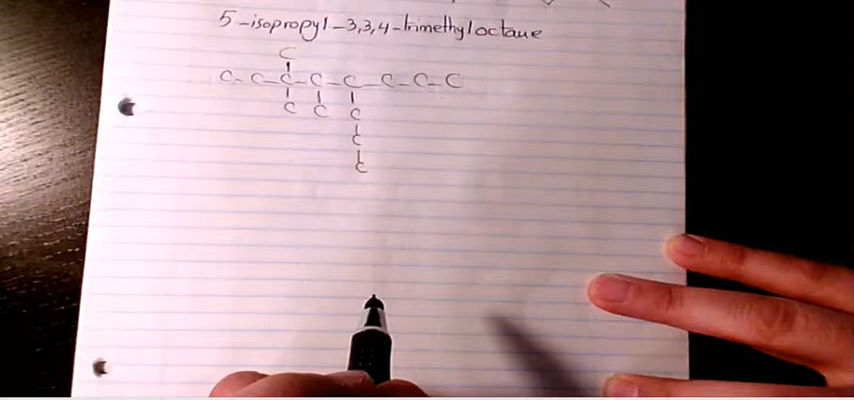 5-isopropyl-3,3,4-trimethyloctane
C
C-C-C-C-C-C-C-C
C C C
C
C